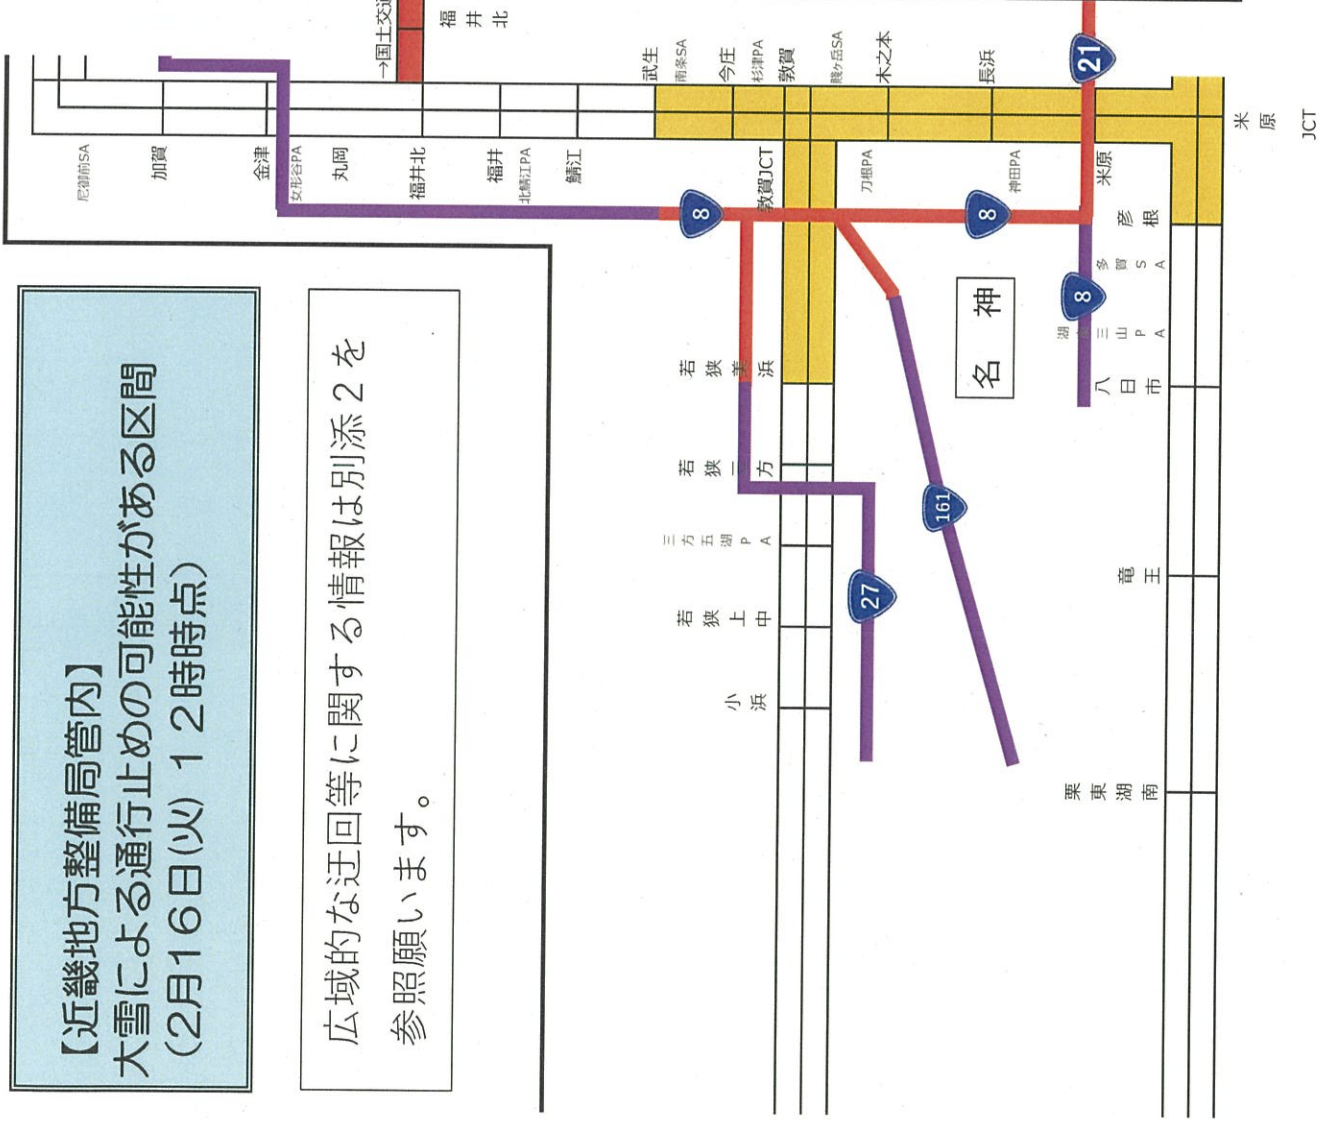 【近畿地方整備局管内】
大雪による通行止めの可能性がある区間
(2月16日(火) 12時時点)
広域的な迂回等に関する情報は別添2を
参照願います。
→国土交通
福井北
尼御前SA
加賀
金津
女形谷PA
丸岡
福井北
福井
北鯖江PA
鯖江
武生
南条SA
今庄
杉津PA
敦賀
賤ヶ岳SA
木之本
長浜
敦賀JCT
刀根PA
神田PA
米原
米原
JCT
彦根
多賀SA
湖東三山PA
八日市
竜王
栗東湖南
名神
若狭美浜
若狭三方
三方五湖PA
若狭上中
小浜
8
8
8
21
27
161